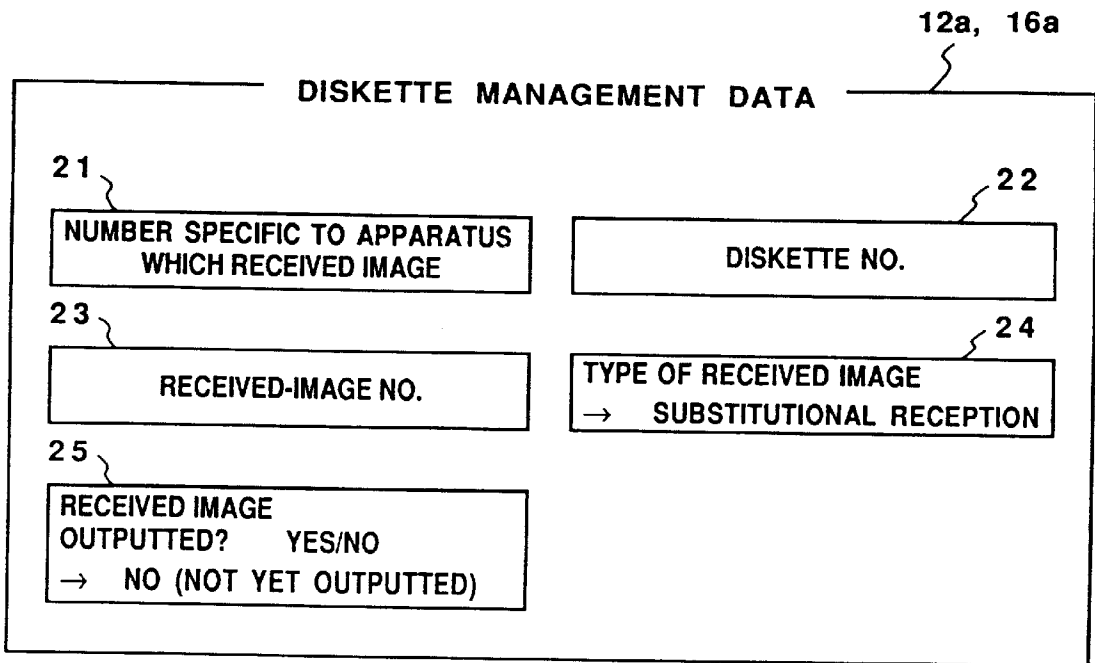 12a, 16a
DISKETTE MANAGEMENT DATA
21
NUMBER SPECIFIC TO APPARATUS
WHICH RECEIVED IMAGE
22
DISKETTE NO.
23
RECEIVED-IMAGE NO.
24
TYPE OF RECEIVED IMAGE
→ SUBSTITUTIONAL RECEPTION
25
RECEIVED IMAGE
OUTPUTTED? YES/NO
→ NO (NOT YET OUTPUTTED)